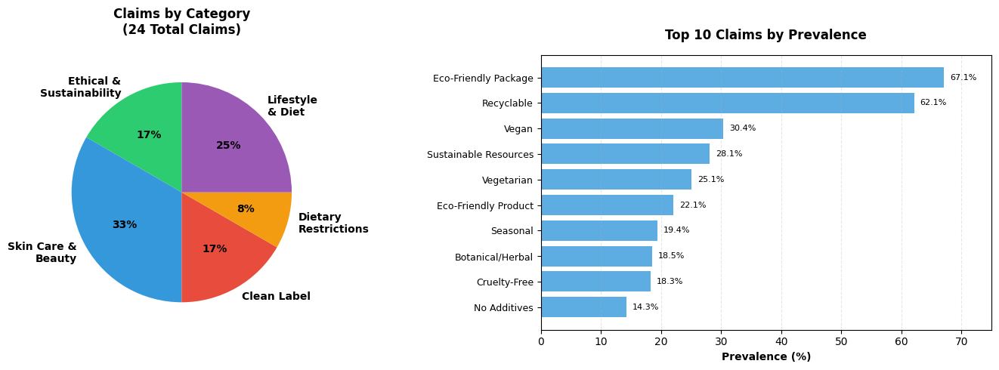 Claims by Category
(24 Total Claims)
Ethical &
Sustainability
17%
Lifestyle
& Diet
25%
33%
Skin Care &
Beauty
8%
Dietary
Restrictions
17%
Clean Label
Top 10 Claims by Prevalence
Eco-Friendly Package 67.1%
Recyclable 62.1%
Vegan 30.4%
Sustainable Resources 28.1%
Vegetarian 25.1%
Eco-Friendly Product 22.1%
Seasonal 19.4%
Botanical/Herbal 18.5%
Cruelty-Free 18.3%
No Additives 14.3%
0 10 20 30 40 50 60 70
Prevalence (%)